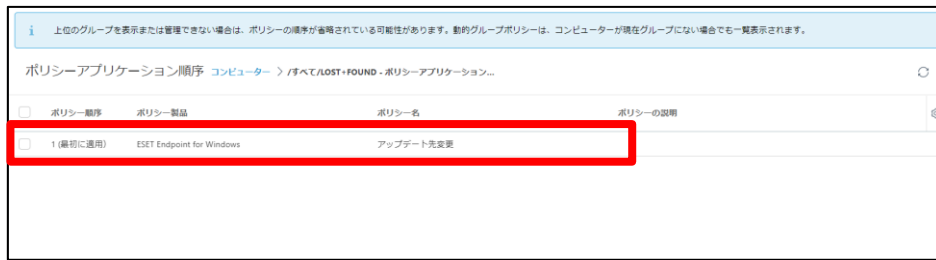 i 上位のグループを表示または管理できない場合は、ポリシーの順序が省略されている可能性があります。動的グループポリシーは、コンピューターが現在グループにない場合でも一覧表示されます。
ポリシーアプリケーション順序 コンピューター > /すべて/LOST+FOUND - ポリシーアプリケーション...
ポリシー順序 ポリシー製品 ポリシー名 ポリシーの説明
1 (最初に適用) ESET Endpoint for Windows アップデート先変更